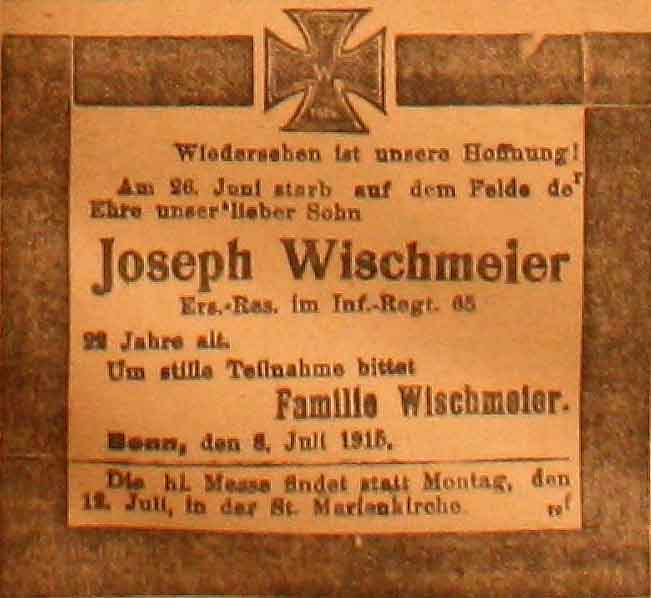 W
Wiedersehen ist unsere Hoffnung!
Am 26. Juni starb auf dem Felde der
Ehre unser lieber Sohn
Joseph Wischmeier
Ers.-Res. im Inf.-Regt. 65
22 Jahre alt.
Um stille Teilnahme bittet
Familie Wischmeier.
Bonn, den 8. Juli 1915.
Die hl. Messe findet statt Montag, den
12. Juli, in der St. Marienkirche.